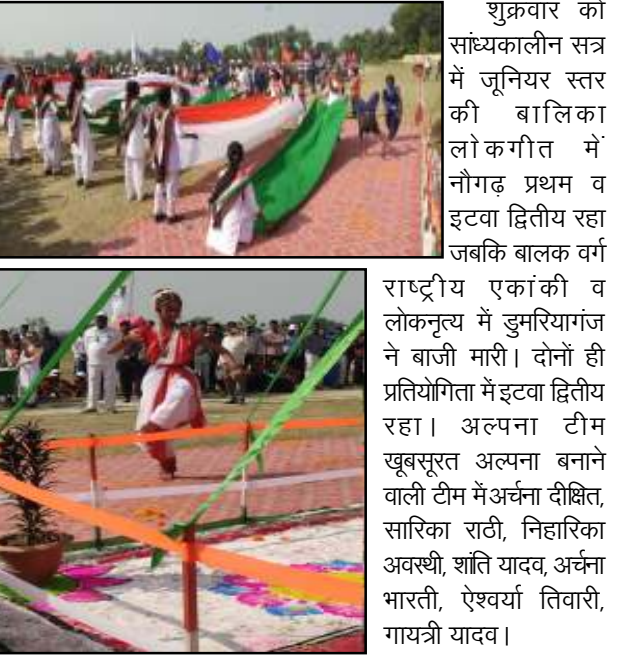 शुक्रवार को
सांध्यकालीन सत्र
में जूनियर स्तर
की बालिका
लोकगीत में
नौगढ़ प्रथम व
इटवा द्वितीय रहा
जबकि बालक वर्ग
राष्ट्रीय एकांकी व
लोकनृत्य में डुमरियागंज
ने बाजी मारी। दोनों ही
प्रतियोगिता में इटवा द्वितीय
रहा। अल्पना टीम
खूबसूरत अल्पना बनाने
वाली टीम में अर्चना दीक्षित,
सारिका राठी, निहारिका
अवस्थी, शांति यादव, अर्चना
भारती, ऐश्वर्या तिवारी,
गायत्री यादव।